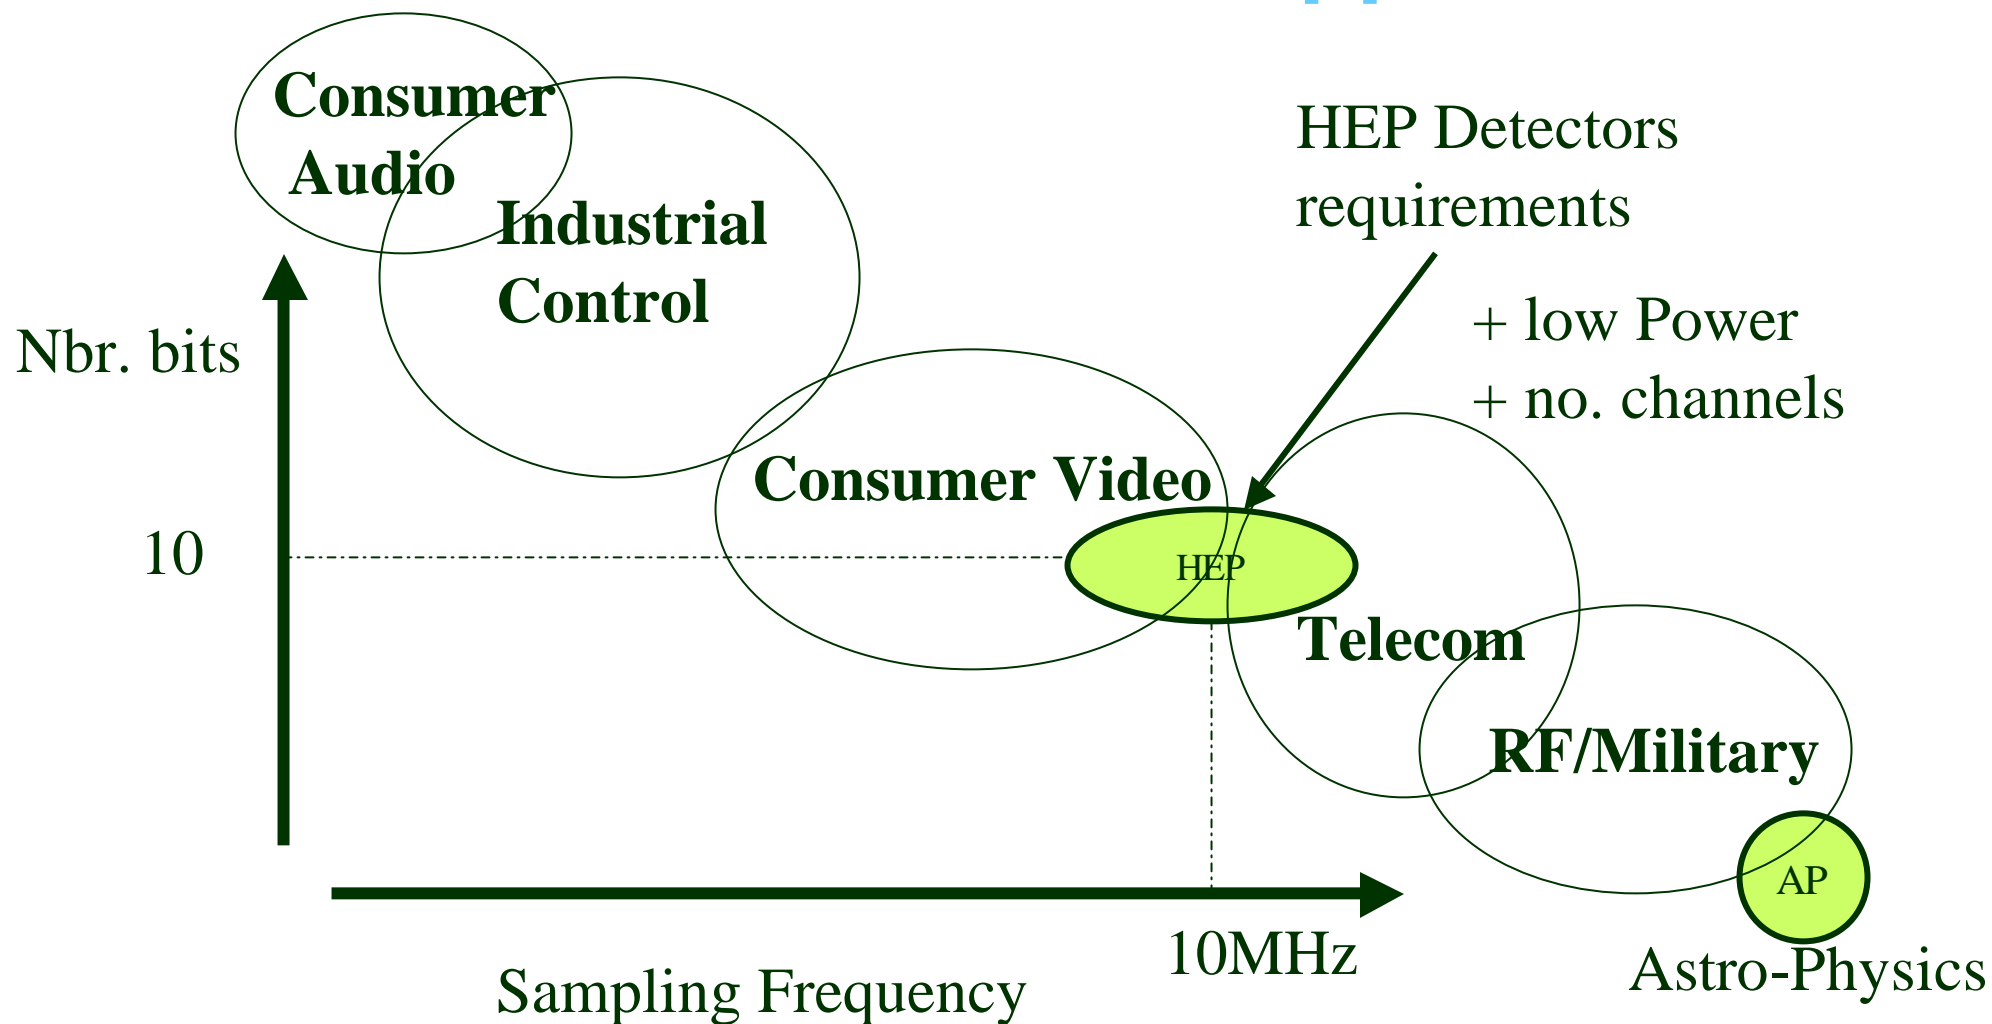 Consumer
Audio
Industrial
Control
HEP Detectors
requirements
+ low Power
+ no. channels
Nbr. bits
Consumer Video
10
HEP
Telecom
RF/Military
AP
10MHz
Astro-Physics
Sampling Frequency